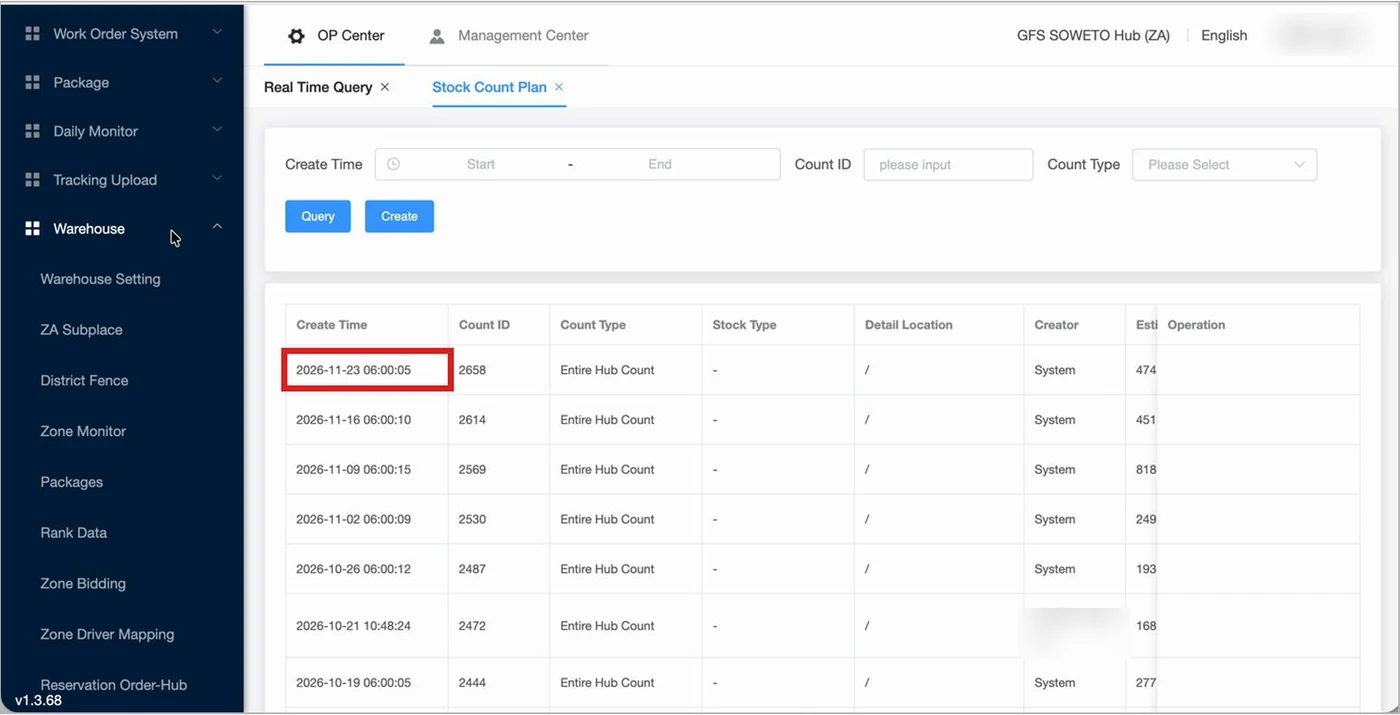 Work Order System
Package
Daily Monitor
Tracking Upload
Warehouse
Warehouse Setting
ZA Subplace
District Fence
Zone Monitor
Packages
Rank Data
Zone Bidding
Zone Driver Mapping
Reservation Order-Hub
v1.3.68
OP Center Management Center GFS SOWETO Hub (ZA) English
Real Time Query × Stock Count Plan ×
Create Time Start - End Count ID please input Count Type Please Select
Query Create
Create Time Count ID Count Type Stock Type Detail Location Creator Esti Operation
2026-11-23 06:00:05 2658 Entire Hub Count - / System 474
2026-11-16 06:00:10 2614 Entire Hub Count - / System 451
2026-11-09 06:00:15 2569 Entire Hub Count - / System 818
2026-11-02 06:00:09 2530 Entire Hub Count - / System 249
2026-10-26 06:00:12 2487 Entire Hub Count - / System 193
2026-10-21 10:48:24 2472 Entire Hub Count - / 168
2026-10-19 06:00:05 2444 Entire Hub Count - / System 277